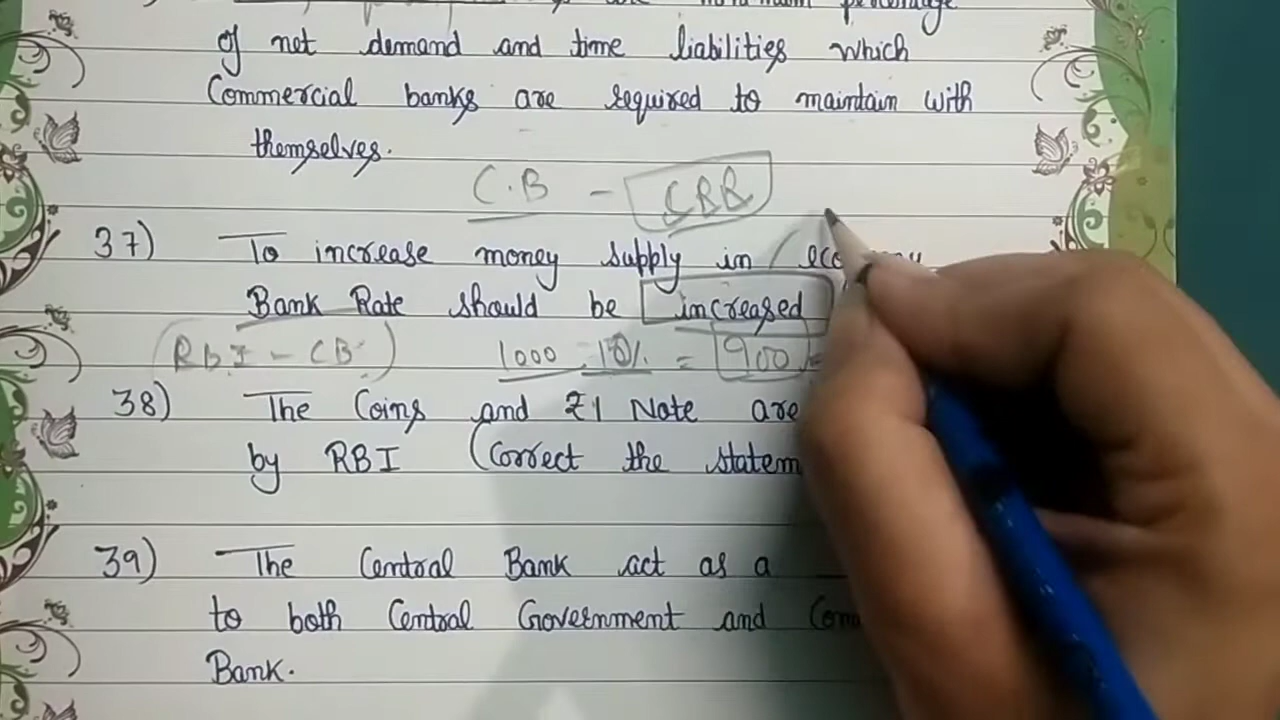 percentage
of net demand and time liabilities which
Commercial banks are required to maintain with
themselves.
C.B -
37) To increase money supply in
Bank Rate should be increased
RBI - CB 1000 10% = 900
38) The Coins and ₹1 Note are
by RBI (Correct the
39) The Central Bank act as a
to both Central Government and
Bank.